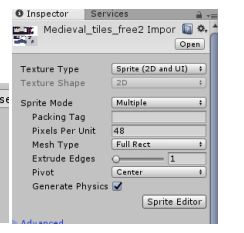 Inspector Services
Medieval_tiles_free2 Impor
Open
Texture Type Sprite (2D and UI)
Texture Shape 2D
Sprite Mode Multiple
Packing Tag
Pixels Per Unit 48
Mesh Type Full Rect
Extrude Edges 1
Pivot Center
Generate Physics
Sprite Editor
Advanced